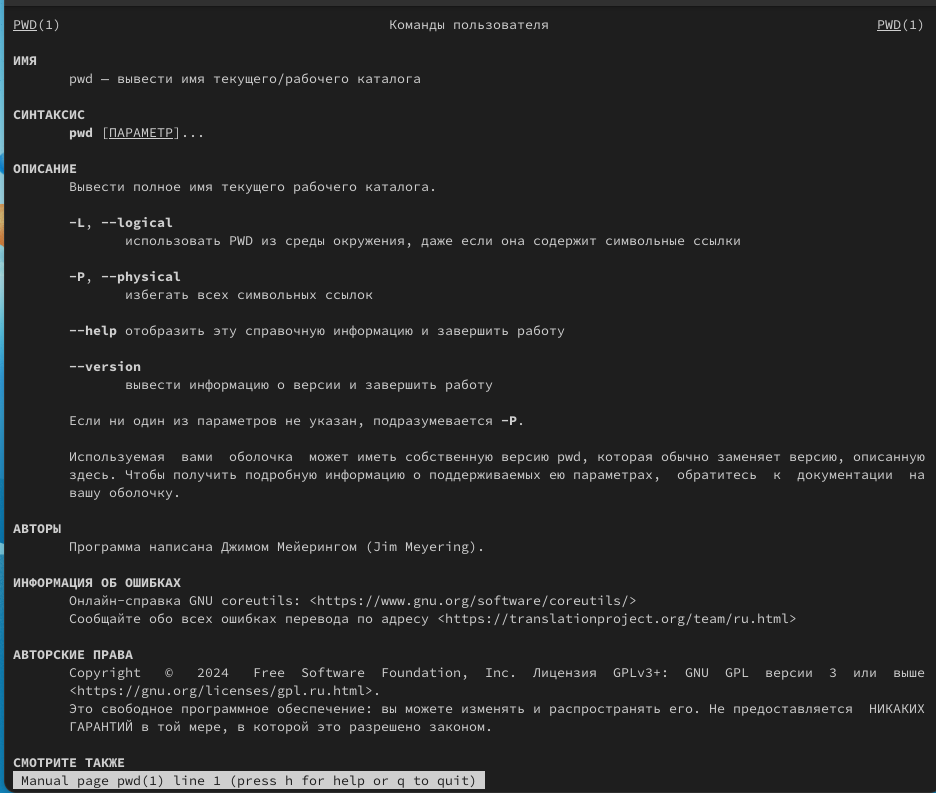 PWD(1) Команды пользователя PWD(1)
ИМЯ
pwd — вывести имя текущего/рабочего каталога
СИНТАКСИС
pwd [ПАРАМЕТР]...
ОПИСАНИЕ
Вывести полное имя текущего рабочего каталога.
-L, --logical
использовать PWD из среды окружения, даже если она содержит символьные ссылки
-P, --physical
избегать всех символьных ссылок
--help отобразить эту справочную информацию и завершить работу
--version
вывести информацию о версии и завершить работу
Если ни один из параметров не указан, подразумевается -P.
Используемая вами оболочка может иметь собственную версию pwd, которая обычно заменяет версию, описанную
здесь. Чтобы получить подробную информацию о поддерживаемых ею параметрах, обратитесь к документации на
вашу оболочку.
АВТОРЫ
Программа написана Джимом Мейерингом (Jim Meyering).
ИНФОРМАЦИЯ ОБ ОШИБКАХ
Онлайн-справка GNU coreutils: <https://www.gnu.org/software/coreutils/>
Сообщайте обо всех ошибках перевода по адресу <https://translationproject.org/team/ru.html>
АВТОРСКИЕ ПРАВА
Copyright © 2024 Free Software Foundation, Inc. Лицензия GPLv3+: GNU GPL версии 3 или выше
<https://gnu.org/licenses/gpl.ru.html>.
Это свободное программное обеспечение: вы можете изменять и распространять его. Не предоставляется НИКАКИХ
ГАРАНТИЙ в той мере, в которой это разрешено законом.
СМОТРИТЕ ТАКЖЕ
Manual page pwd(1) line 1 (press h for help or q to quit)